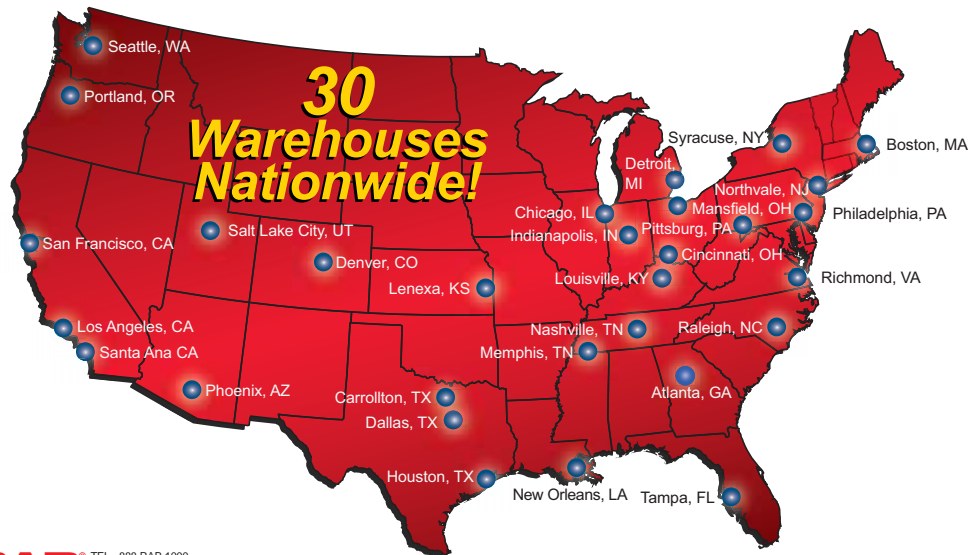 30
Warehouses
Nationwide!
Seattle, WA
Portland, OR
Syracuse, NY
Boston, MA
Detroit,
MI
Northvale, NJ
Chicago, IL
Mansfield, OH
Philadelphia, PA
Indianapolis, IN
Pittsburg, PA
San Francisco, CA
Salt Lake City, UT
Denver, CO
Cincinnati, OH
Lenexa, KS
Louisville, KY
Richmond, VA
Los Angeles, CA
Nashville, TN
Raleigh, NC
Santa Ana CA
Memphis, TN
Phoenix, AZ
Carrollton, TX
Atlanta, GA
Dallas, TX
Houston, TX
New Orleans, LA
Tampa, FL